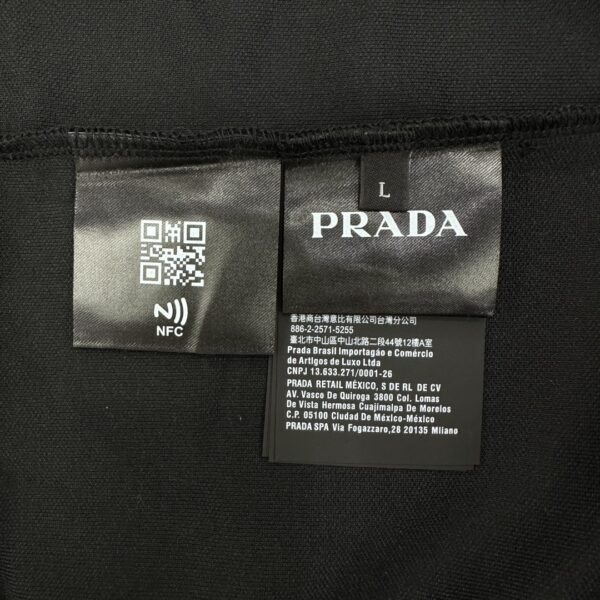 L
PRADA
NFC
香港商台灣意比有限公司台灣分公司
886-2-2571-5255
臺北市中山區中山北路二段44號12樓A室
Prada Brasil Importagão e Comércio
de Artigos de Luxo Ltda
CNPJ 13.633.271/0001-26
PRADA RETAIL MÉXICO, S DE RL DE CV
AV. Vasco De Quiroga 3800 Col. Lomas
De Vista Hermosa Cuajimalpa De Morelos
C.P. 05100 Ciudad De México-México
PRADA SPA Via Fogazzaro,28 20135 Mliano